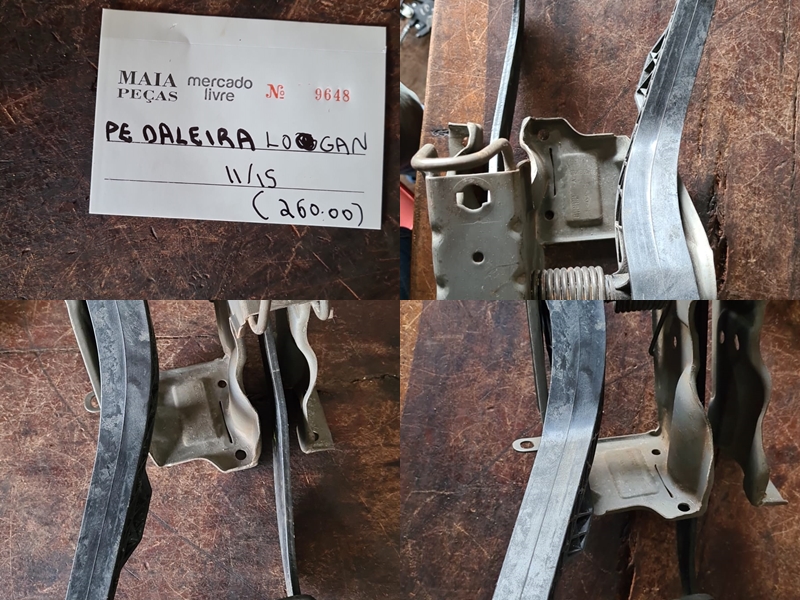 MAIA PEÇAS mercado livre Nº 9648
PEDALEIRA LOGAN
11/15
(260.00)